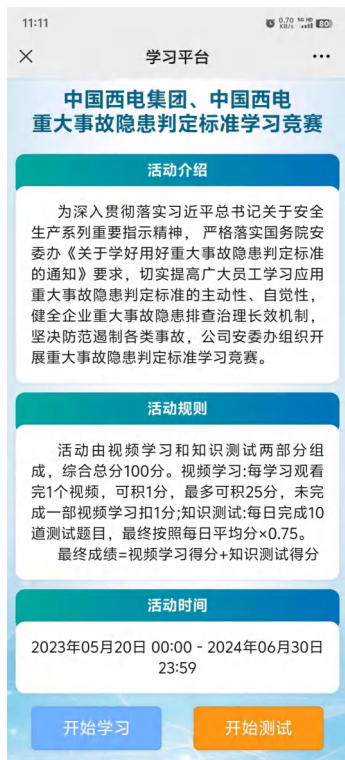 11:11
0.70 KB/s 5G HD 80
学习平台
中国西电集团、中国西电
重大事故隐患判定标准学习竞赛
活动介绍
为深入贯彻落实习近平总书记关于安全
生产系列重要指示精神，严格落实国务院安
委办《关于学好用好重大事故隐患判定标准
的通知》要求，切实提高广大员工学习应用
重大事故隐患判定标准的主动性、自觉性，
健全企业重大事故隐患排查治理长效机制，
坚决防范遏制各类事故，公司安委办组织开
展重大事故隐患判定标准学习竞赛。
活动规则
活动由视频学习和知识测试两部分组
成，综合总分100分。视频学习:每学习观看
完1个视频，可积1分，最多可积25分，未完
成一部视频学习扣1分;知识测试:每日完成10
道测试题目，最终按照每日平均分×0.75。
最终成绩=视频学习得分+知识测试得分
活动时间
2023年05月20日 00:00 - 2024年06月30日
23:59
开始学习
开始测试